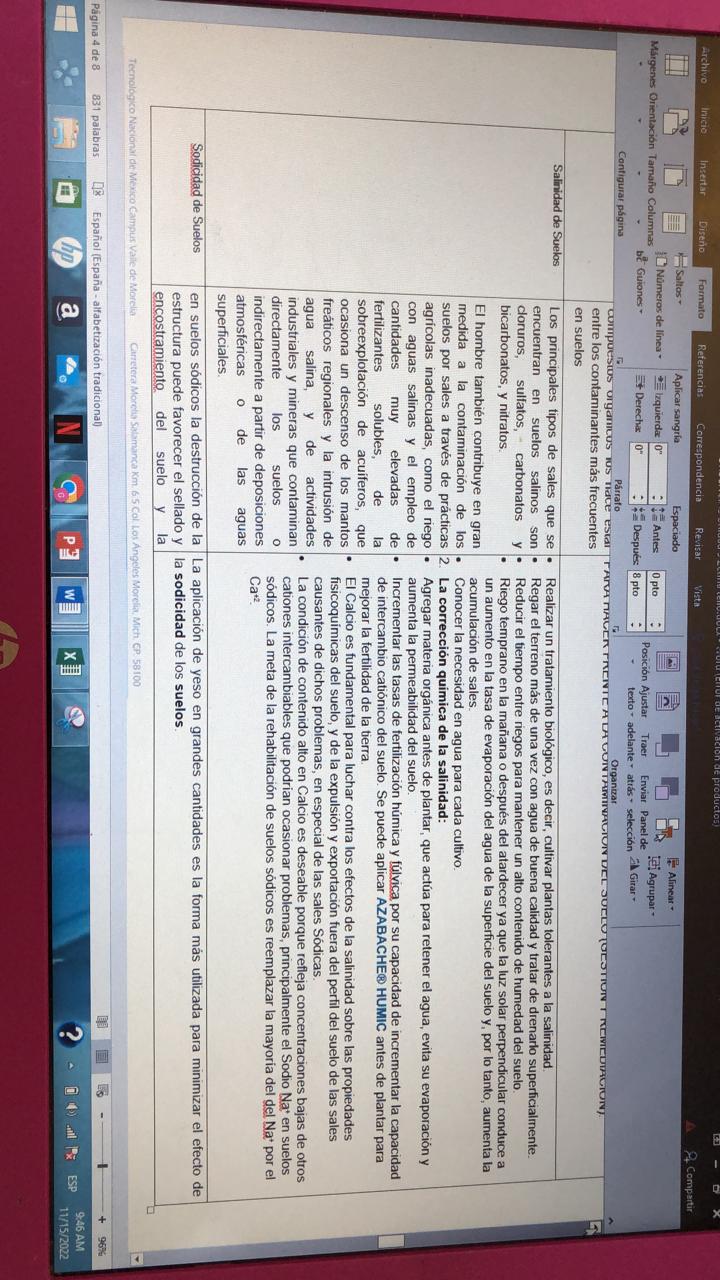 Archivo Inicio Insertar Diseño Formato Referencias Correspondencia Revisar Vista
Compartir
Márgenes Orientación Tamaño Columnas
Saltos
Números de línea
Guiones
Configurar página
Aplicar sangría
Izquierda: 0"
Derecha: 0"
Espaciado
Antes: 0 pto
Después: 8 pto
Párrafo
Posición Ajustar texto Traer adelante Enviar atrás Panel de selección
Alinear
Agrupar
Girar
Organizar
PARA HACER FRENTE A LA CONTAMINACIÓN DEL SUELO (GESTIÓN Y REMEDIACIÓN).
compuestos orgánicos los hace estar
entre los contaminantes más frecuentes
en suelos
Salinidad de Suelos
Los principales tipos de sales que se
encuentran en suelos salinos son
cloruros, sulfatos, carbonatos y
bicarbonatos, y nitratos.
El hombre también contribuye en gran
medida a la contaminación de los
suelos por sales a través de prácticas
agrícolas inadecuadas, como el riego
con aguas salinas y el empleo de
cantidades muy elevadas de
fertilizantes solubles, de la
sobreexplotación de acuíferos, que
ocasiona un descenso de los mantos
freáticos regionales y la intrusión de
agua salina, y de actividades
industriales y mineras que contaminan
directamente los suelos o
indirectamente a partir de deposiciones
atmosféricas o de las aguas
superficiales.
• Realizar un tratamiento biológico, es decir, cultivar plantas tolerantes a la salinidad.
• Regar el terreno más de una vez con agua de buena calidad y tratar de drenarlo superficialmente.
• Reducir el tiempo entre riegos para mantener un alto contenido de humedad del suelo.
• Riego temprano en la mañana o después del atardecer ya que la luz solar perpendicular conduce a
un aumento en la tasa de evaporación del agua de la superficie del suelo y, por lo tanto, aumenta la
acumulación de sales.
• Conocer la necesidad en agua para cada cultivo.
2. La corrección química de la salinidad:
• Agregar materia orgánica antes de plantar, que actúa para retener el agua, evita su evaporación y
aumenta la permeabilidad del suelo.
• Incrementar las tasas de fertilización húmica y fúlvica por su capacidad de incrementar la capacidad
de intercambio catiónico del suelo. Se puede aplicar AZABACHE® HUMIC antes de plantar para
mejorar la fertilidad de la tierra.
• El Calcio es fundamental para luchar contra los efectos de la salinidad sobre las propiedades
fisicoquímicas del suelo, y de la expulsión y exportación fuera del perfil del suelo de las sales
causantes de dichos problemas, en especial de las sales Sódicas.
• La condición de contenido alto en Calcio es deseable porque refleja concentraciones bajas de otros
cationes intercambiables que podrían ocasionar problemas, principalmente el Sodio Na⁺ en suelos
sódicos. La meta de la rehabilitación de suelos sódicos es reemplazar la mayoría del del Na⁺ por el
Ca⁺².
Sodicidad de Suelos
en suelos sódicos la destrucción de la
estructura puede favorecer el sellado y
encostramiento del suelo y la
La aplicación de yeso en grandes cantidades es la forma más utilizada para minimizar el efecto de
la sodicidad de los suelos.
Tecnológico Nacional de México Campus Valle de Morelia Carretera Morelia Salamanca Km. 6.5 Col. Los Angeles Morelia, Mich. CP. 58100
Página 4 de 8 831 palabras Español (España - alfabetización tradicional) 96%
ESP
9:46 AM
11/15/2022